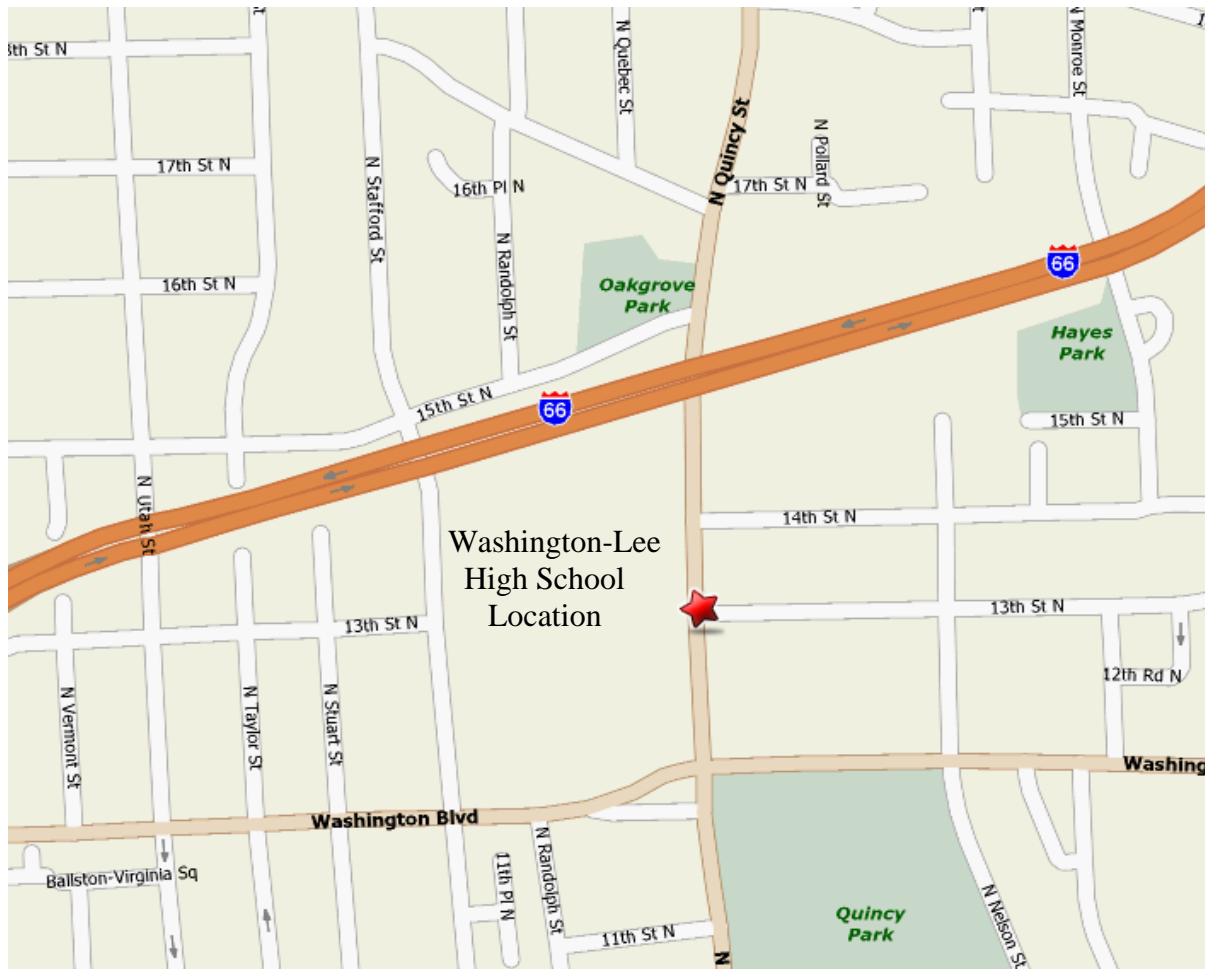 N Quebec St
N Monroe St
8th St N
N Quincy St
N Pollard St
17th St N
N Stafford St
16th Pl N
17th St N
N Randolph St
66
16th St N
Oakgrove
Park
Hayes
Park
15th St N
66
15th St N
N Utah St
14th St N
Washington-Lee
High School
Location
13th St N
13th St N
12th Rd N
N Vermont St
N Taylor St
N Stuart St
Washing
Washington Blvd
Ballston-Virginia Sq
11th Pl N
N Randolph St
N Nelson St
Quincy
Park
11th St N
N